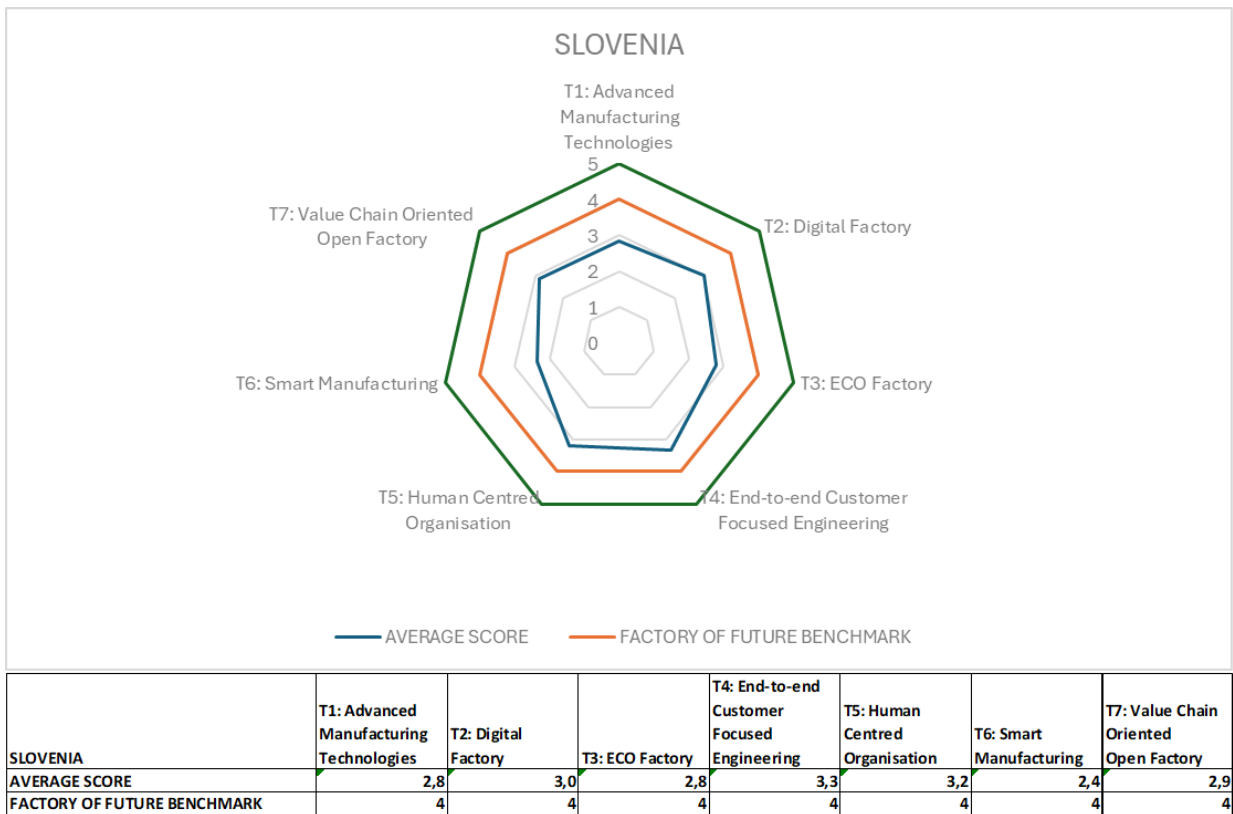 SLOVENIA
T1: Advanced
Manufacturing
Technologies
5
4
3
2
1
0
T2: Digital Factory
T3: ECO Factory
T4: End-to-end Customer
Focused Engineering
T5: Human Centred
Organisation
T6: Smart Manufacturing
T7: Value Chain Oriented
Open Factory
AVERAGE SCORE
FACTORY OF FUTURE BENCHMARK
SLOVENIA
T1: Advanced
Manufacturing
Technologies
T2: Digital
Factory
T3: ECO Factory
T4: End-to-end
Customer
Focused
Engineering
T5: Human
Centred
Organisation
T6: Smart
Manufacturing
T7: Value Chain
Oriented
Open Factory
AVERAGE SCORE 2,8 3,0 2,8 3,3 3,2 2,4 2,9
FACTORY OF FUTURE BENCHMARK 4 4 4 4 4 4 4